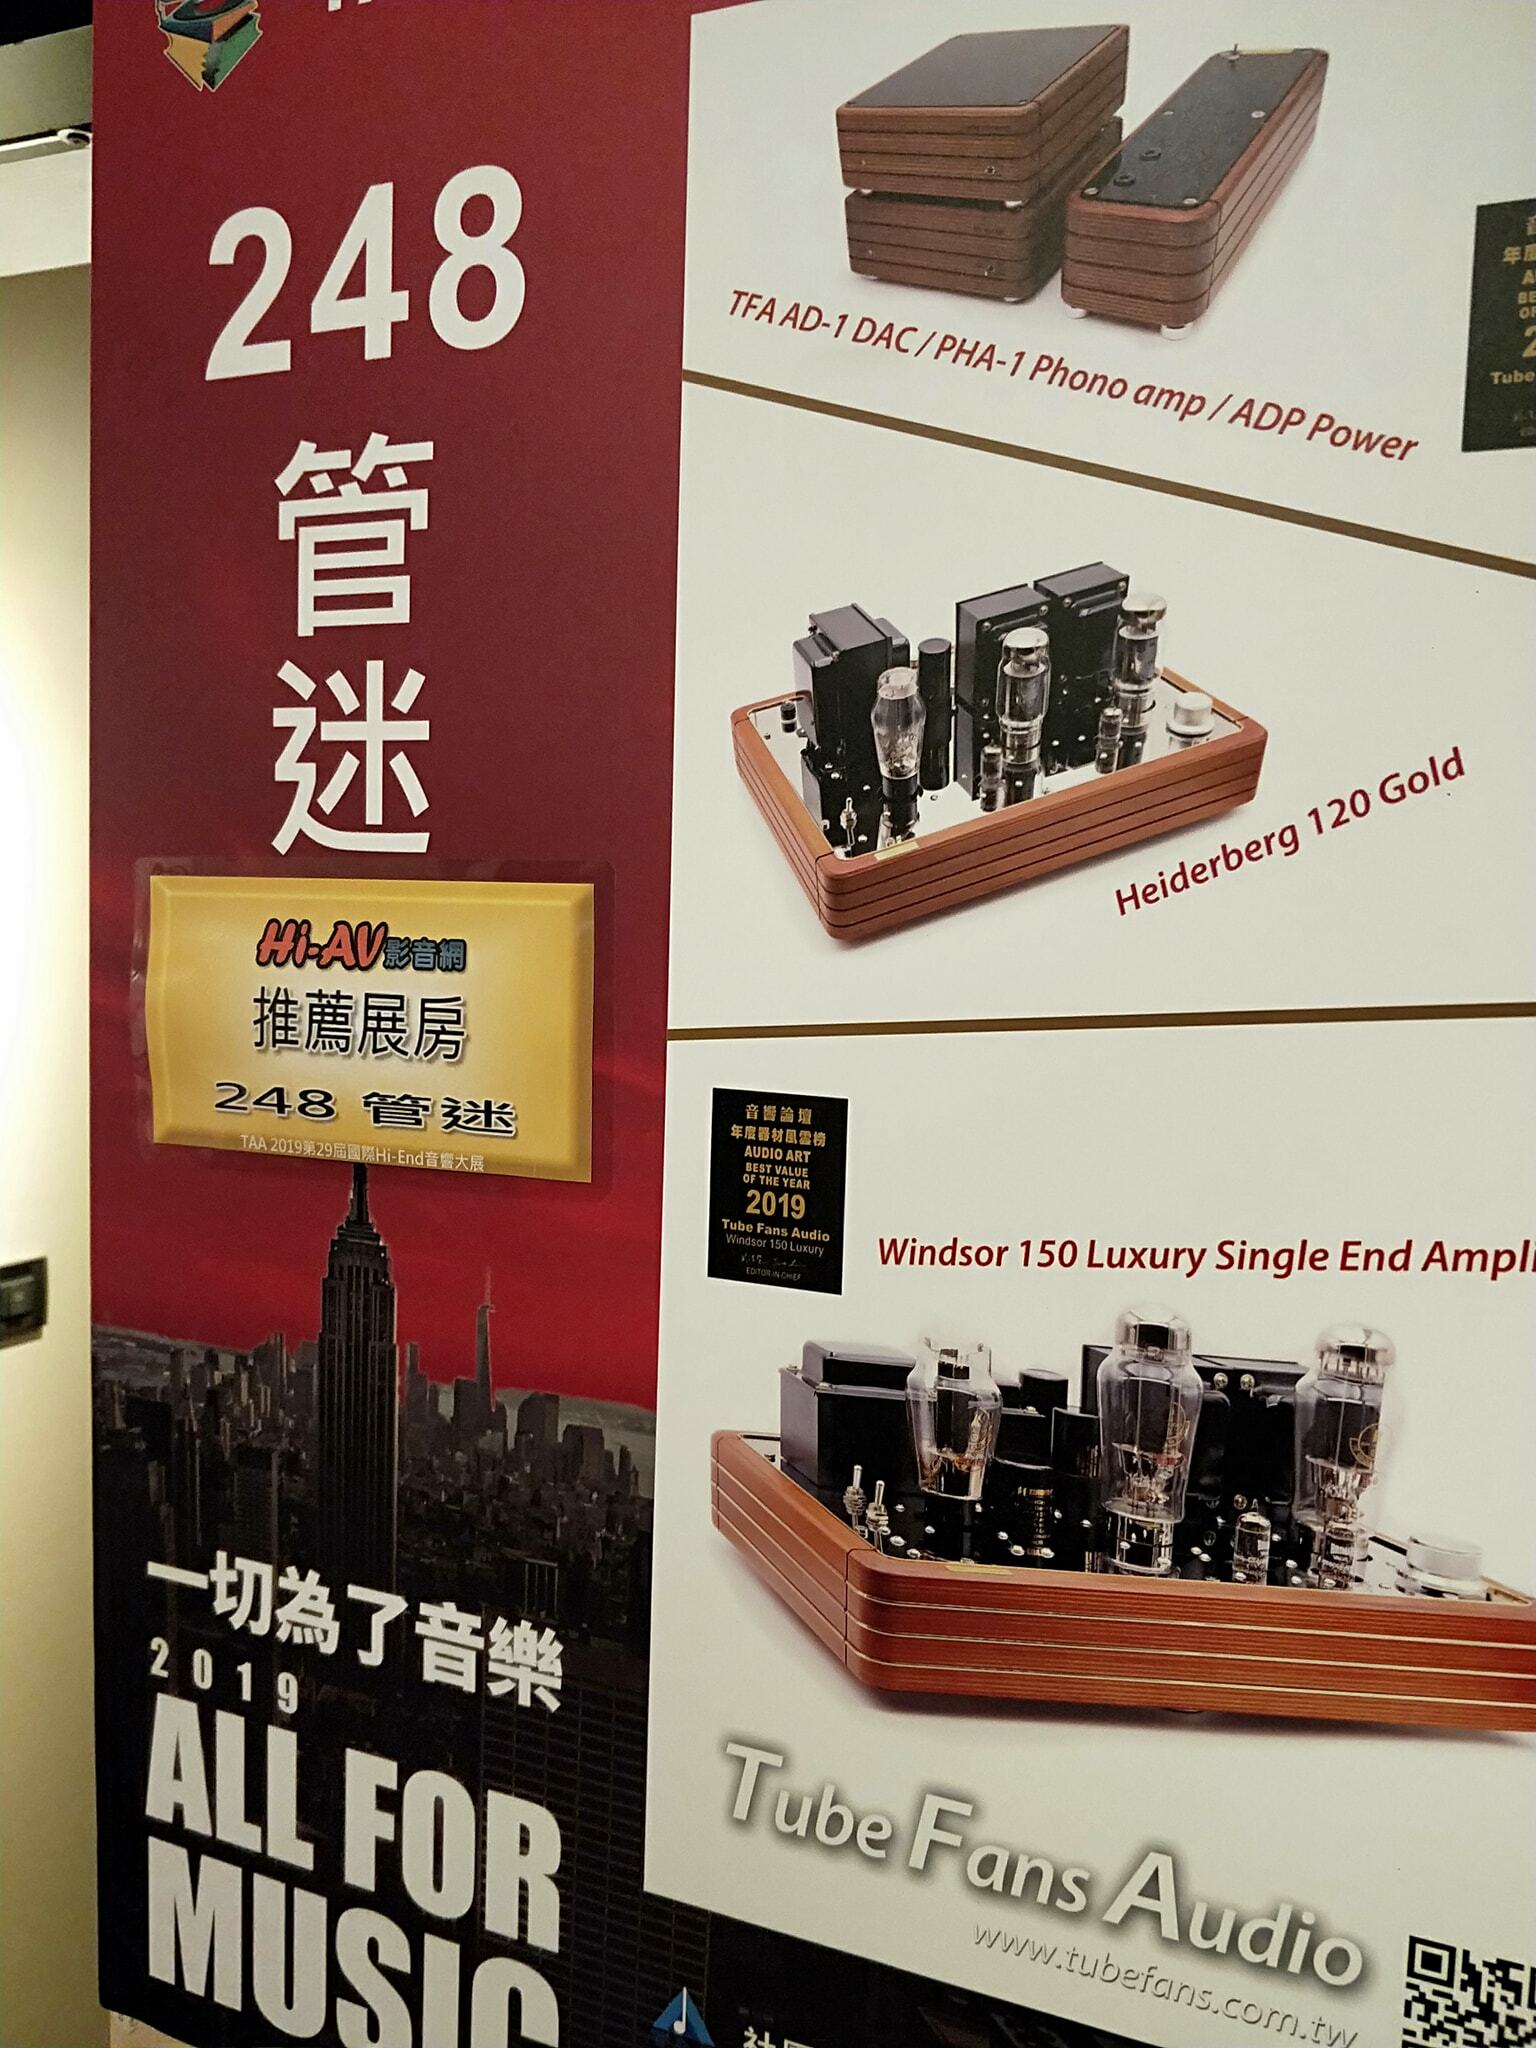 248
管
迷
Hi-AV影音網
推薦展房
248 管迷
TAA 2019第29屆國際Hi-End音響大展
一切為了音樂
2019
ALL FOR
MUSIC
TFA AD-1 DAC / PHA-1 Phono amp / ADP Power
Tube
Heiderberg 120 Gold
音響論壇
年度器材風雲榜
AUDIO ART
BEST VALUE
OF THE YEAR
2019
Tube Fans Audio
Windsor 150 Luxury
EDITOR-IN-CHIEF
Windsor 150 Luxury Single End Ampli
Tube Fans Audio
www.tubefans.com.tw